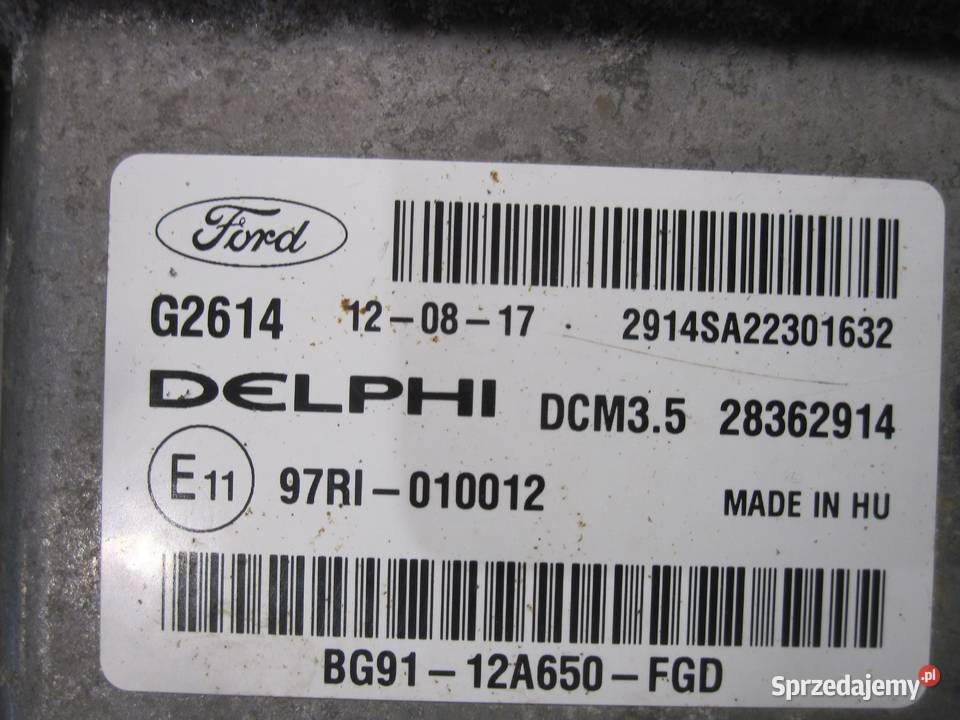 Ford
G2614 12-08-17 2914SA22301632
DELPHI DCM3.5 28362914
E11 97RI-010012 MADE IN HU
BG91-12A650-FGD
Sprzedajemy.pl